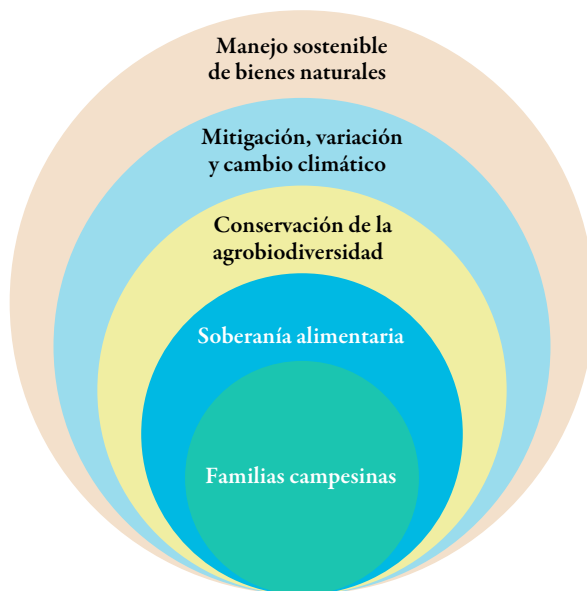 Manejo sostenible
de bienes naturales
Mitigación, variación
y cambio climático
Conservación de la
agrobiodiversidad
Soberanía alimentaria
Familias campesinas